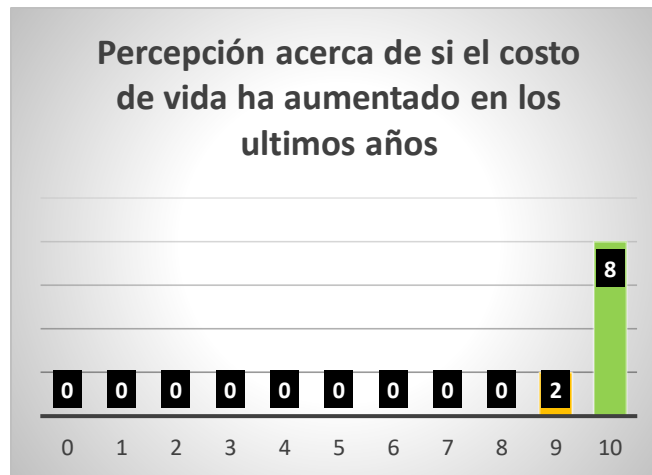 Percepción acerca de si el costo
de vida ha aumentado en los
ultimos años
8
0 0 0 0 0 0 0 0 0 2
0 1 2 3 4 5 6 7 8 9 10